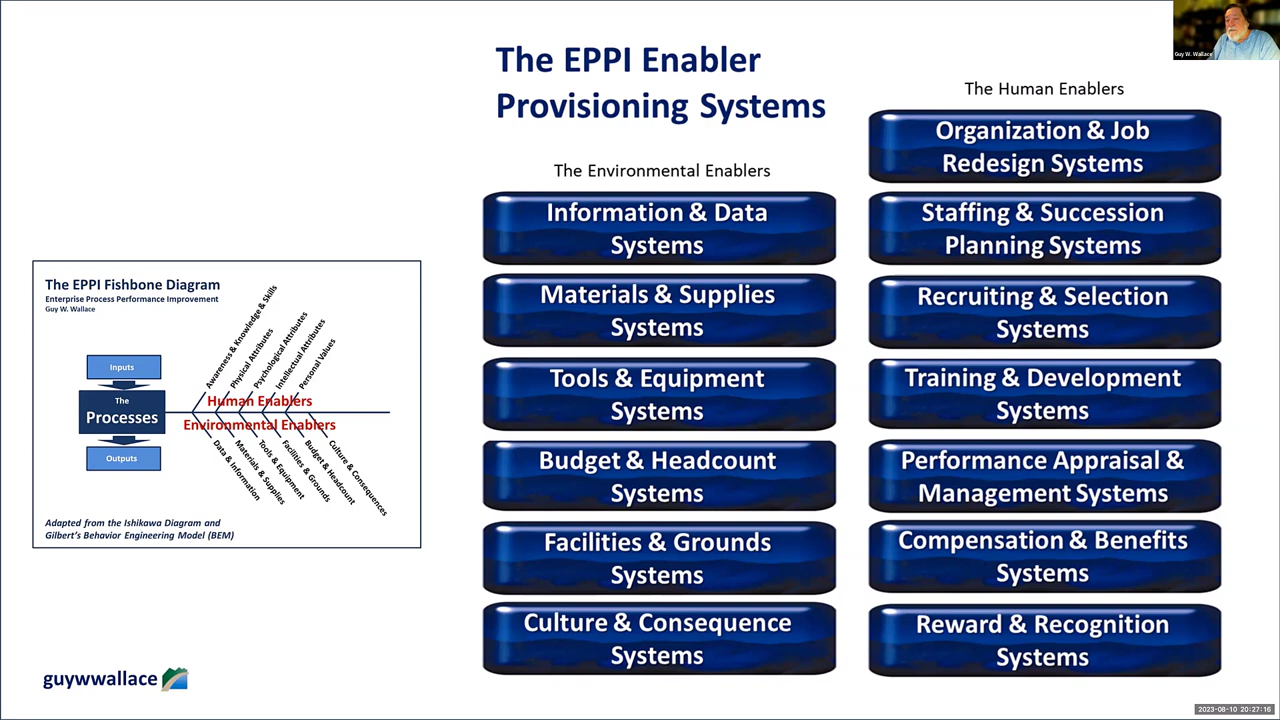 The EPPI Enabler
Provisioning Systems
Guy W. Wallace
The Human Enablers
Organization & Job
Redesign Systems
Staffing & Succession
Planning Systems
Recruiting & Selection
Systems
Training & Development
Systems
Performance Appraisal &
Management Systems
Compensation & Benefits
Systems
Reward & Recognition
Systems
The Environmental Enablers
Information & Data
Systems
Materials & Supplies
Systems
Tools & Equipment
Systems
Budget & Headcount
Systems
Facilities & Grounds
Systems
Culture & Consequence
Systems
The EPPI Fishbone Diagram
Enterprise Process Performance Improvement
Guy W. Wallace
Inputs
The
Processes
Outputs
Awareness & Knowledge & Skills
Physical Attributes
Psychological Attributes
Intellectual Attributes
Personal Values
Human Enablers
Environmental Enablers
Data & Information
Materials & Supplies
Tools & Equipment
Facilities & Grounds
Budget & Headcount
Culture & Consequences
Adapted from the Ishikawa Diagram and
Gilbert's Behavior Engineering Model (BEM)
guywwallace
2023-08-10 20:27:16